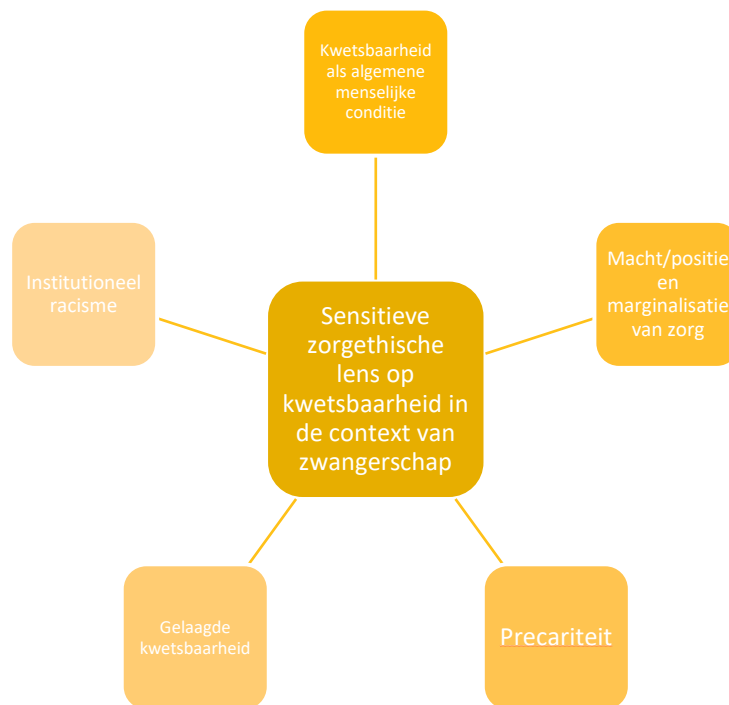 Kwetsbaarheid
als algemene
menselijke
conditie
Macht/positie
en
marginalisatie
van zorg
Institutioneel
racisme
Sensitieve
zorgethische
lens op
kwetsbaarheid in
de context van
zwangerschap
Gelaagde
kwetsbaarheid
Precariteit